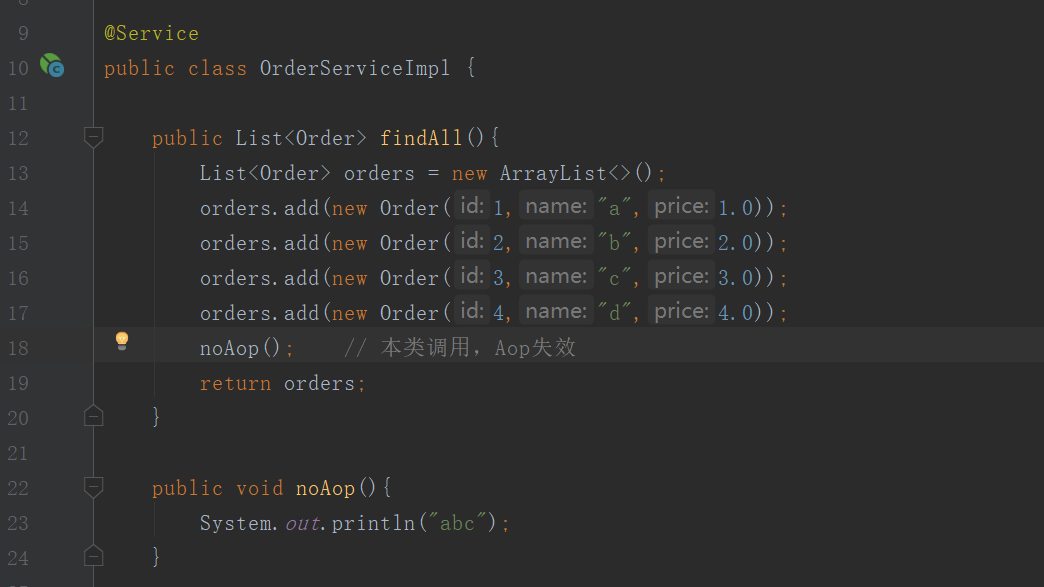 9 @Service
10 public class OrderServiceImpl {
11
12 public List<Order> findAll(){
13 List<Order> orders = new ArrayList<>();
14 orders.add(new Order( id: 1, name: "a", price: 1.0));
15 orders.add(new Order( id: 2, name: "b", price: 2.0));
16 orders.add(new Order( id: 3, name: "c", price: 3.0));
17 orders.add(new Order( id: 4, name: "d", price: 4.0));
18 noAop(); // 本类调用，Aop失效
19 return orders;
20 }
21
22 public void noAop(){
23 System.out.println("abc");
24 }